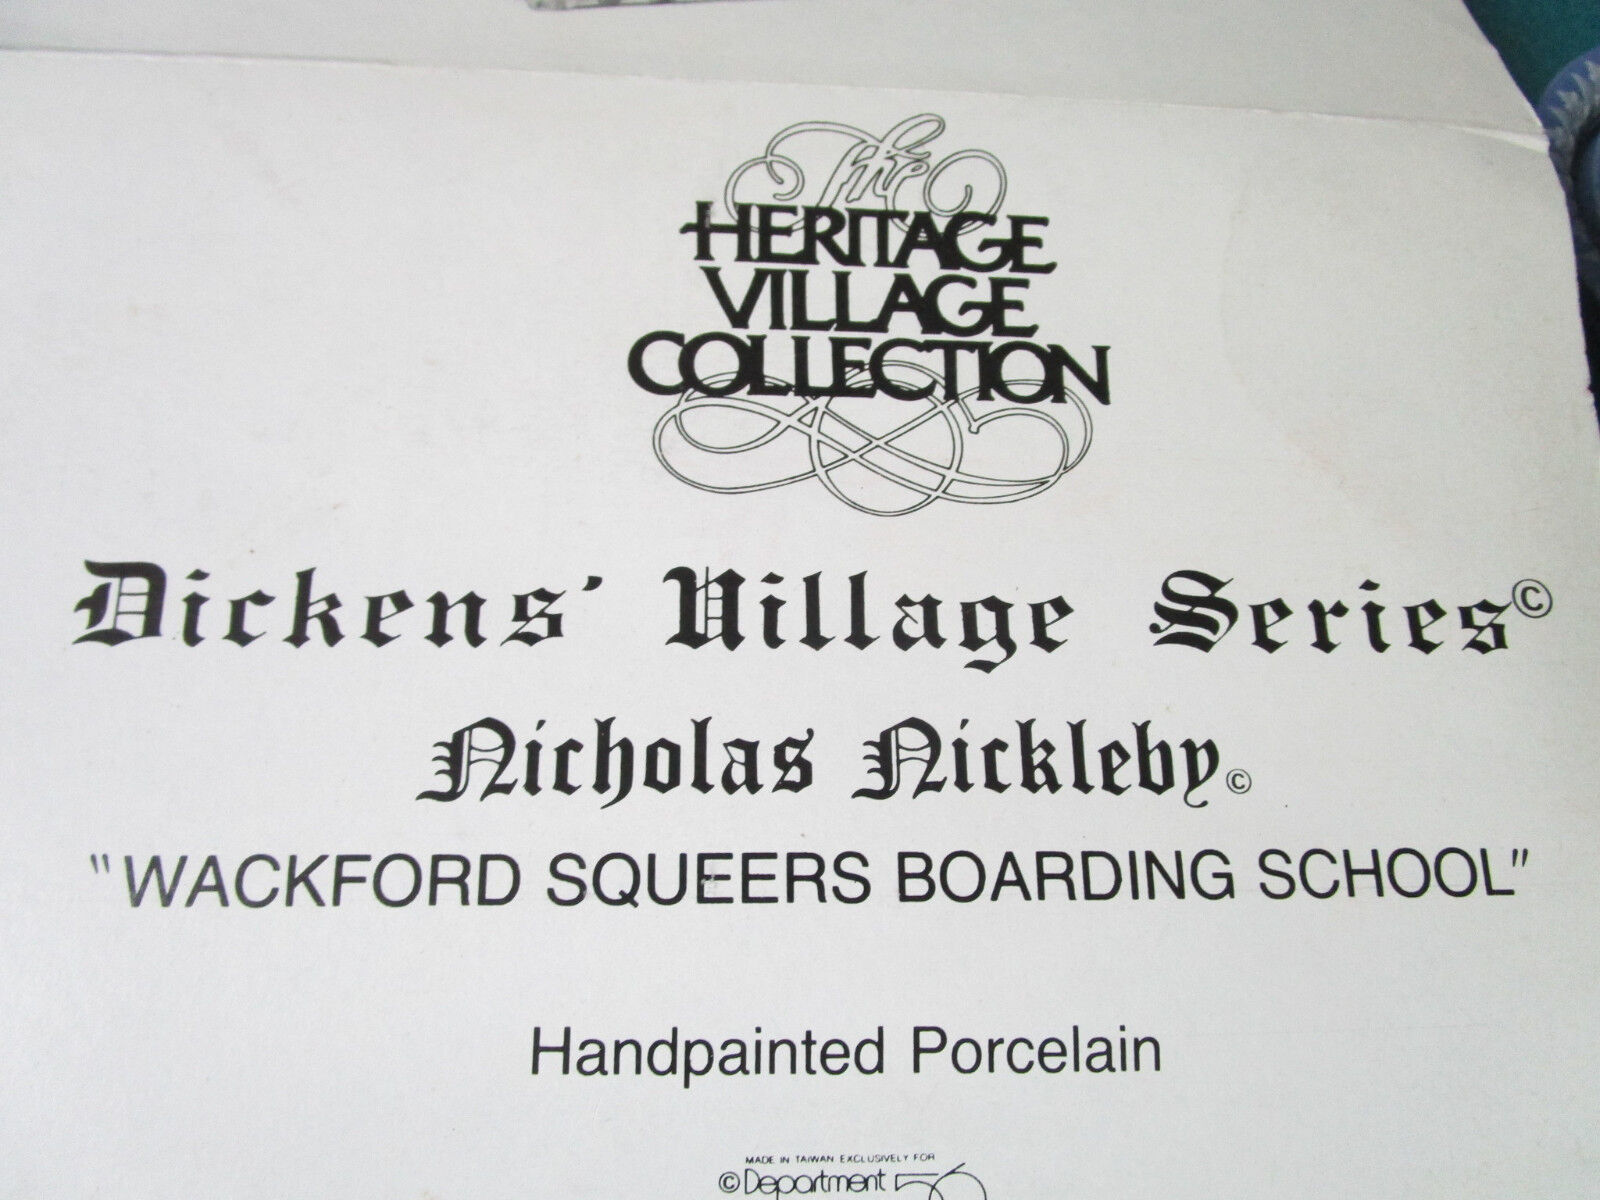 The
HERITAGE
VILLAGE
COLLECTION
Dickens' Village Series©
Nicholas Nickleby©
"WACKFORD SQUEERS BOARDING SCHOOL"
Handpainted Porcelain
MADE IN TAIWAN EXCLUSIVELY FOR
©Department 56